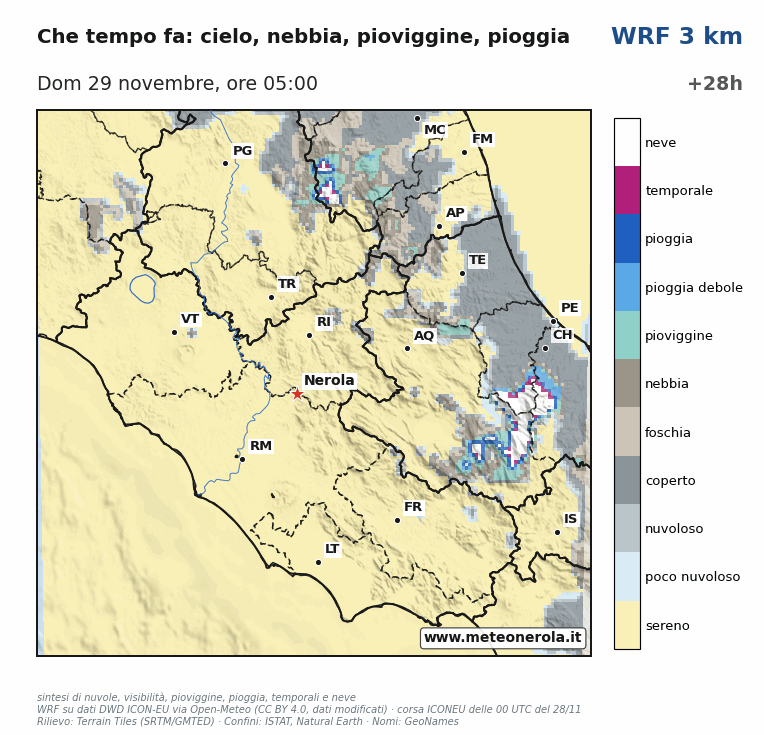 Che tempo fa: cielo, nebbia, pioviggine, pioggia
WRF 3 km
Dom 29 novembre, ore 05:00
+28h
MC
FM
PG
AP
TE
TR
PE
VT
RI
AQ
CH
Nerola
RM
FR
IS
LT
www.meteonerola.it
neve
temporale
pioggia
pioggia debole
pioviggine
nebbia
foschia
coperto
nuvoloso
poco nuvoloso
sereno
sintesi di nuvole, visibilità, pioviggine, pioggia, temporali e neve
WRF su dati DWD ICON-EU via Open-Meteo (CC BY 4.0, dati modificati) · corsa ICONEU delle 00 UTC del 28/11
Rilievo: Terrain Tiles (SRTM/GMTED) · Confini: ISTAT, Natural Earth · Nomi: GeoNames